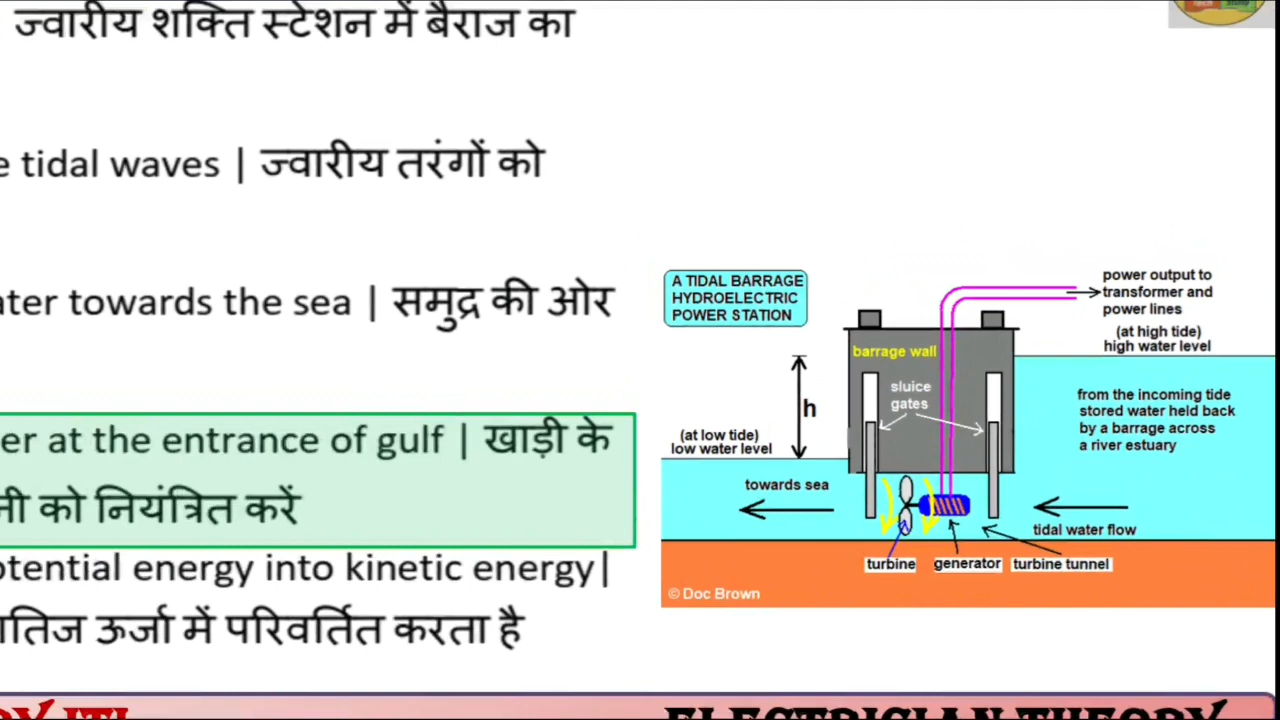 ज्वारीय शक्ति स्टेशन में बैराज का
tidal waves | ज्वारीय तरंगों को
towards the sea | समुद्र की ओर
at the entrance of gulf | खाड़ी के
को नियंत्रित करें
energy into kinetic energy|
ऊर्जा में परिवर्तित करता है
A TIDAL BARRAGE
HYDROELECTRIC
POWER STATION
power output to
transformer and
power lines
(at high tide)
high water level
barrage wall
sluice
gates
h
from the incoming tide
stored water held back
by a barrage across
a river estuary
(at low tide)
low water level
towards sea
tidal water flow
turbine
generator
turbine tunnel
© Doc Brown
ELECTRICIAN THEORY